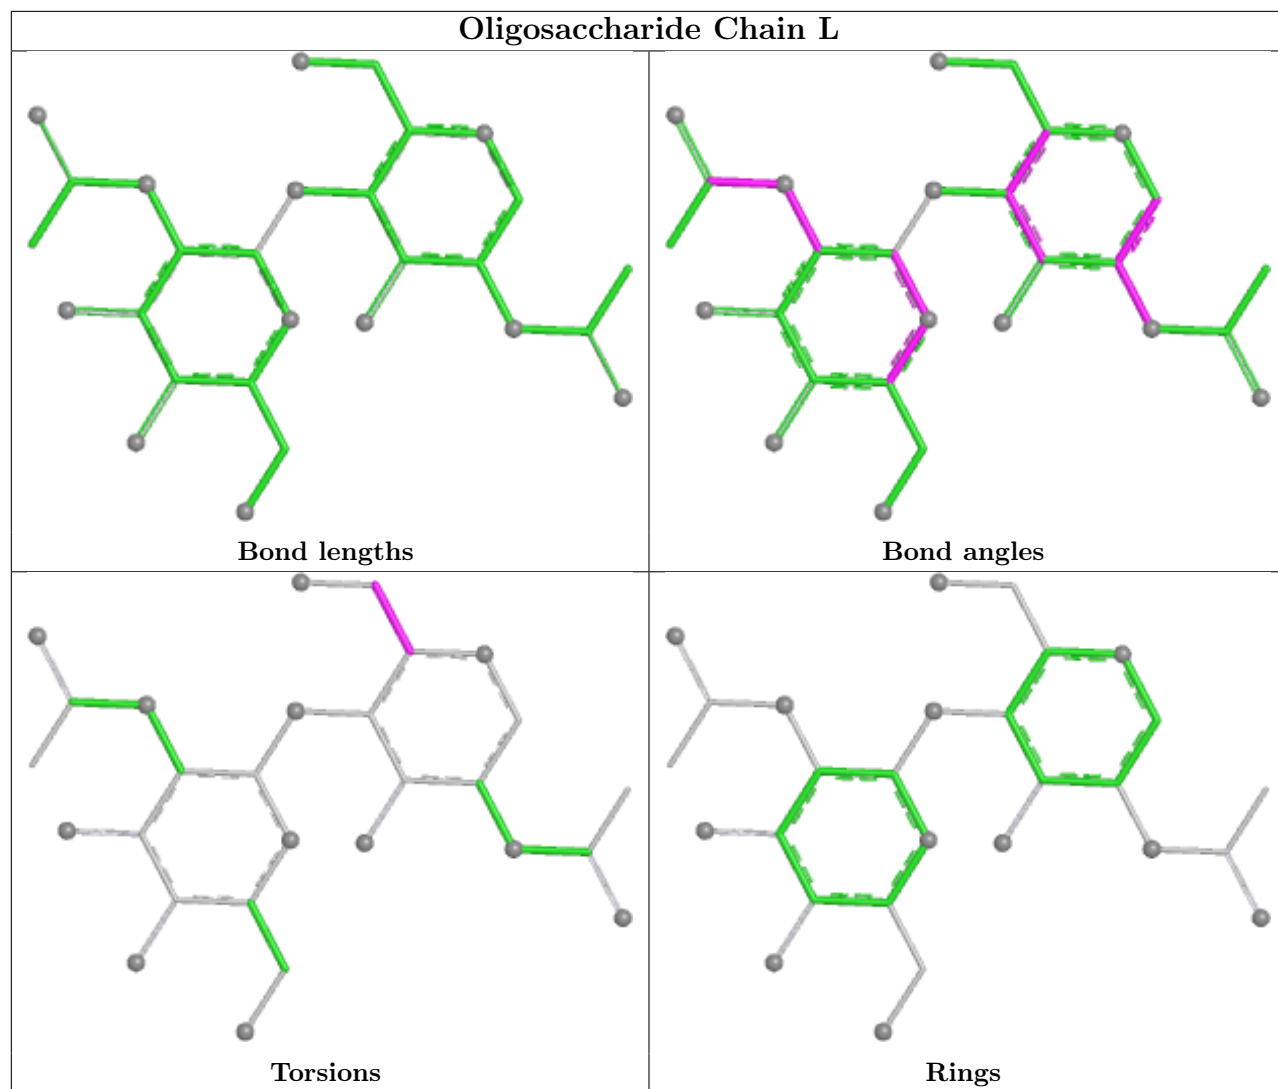 Oligosaccharide Chain L
Bond lengths
Bond angles
Torsions
Rings